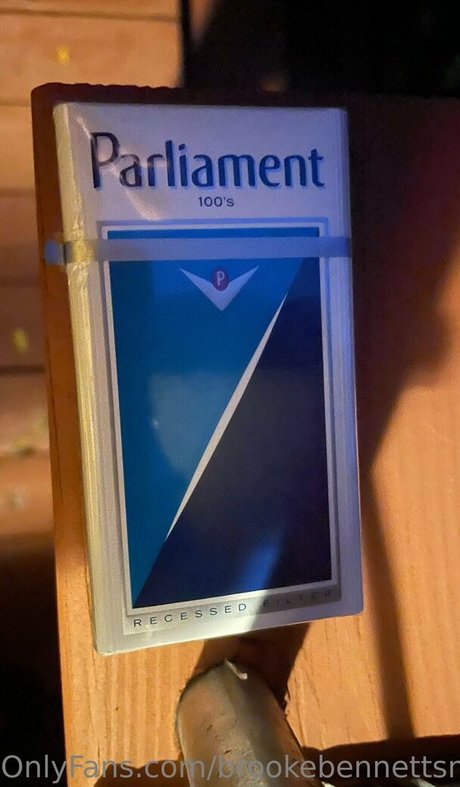 Parliament
100's
P
RECESSED FILTER
OnlyFans.com/brookebennettsr